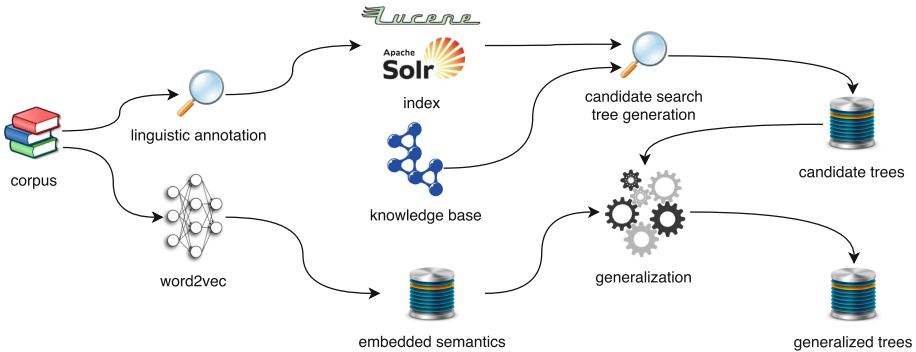 Lucene
Apache
Solr
index
linguistic annotation
candidate search
tree generation
corpus
candidate trees
knowledge base
word2vec
generalization
embedded semantics
generalized trees